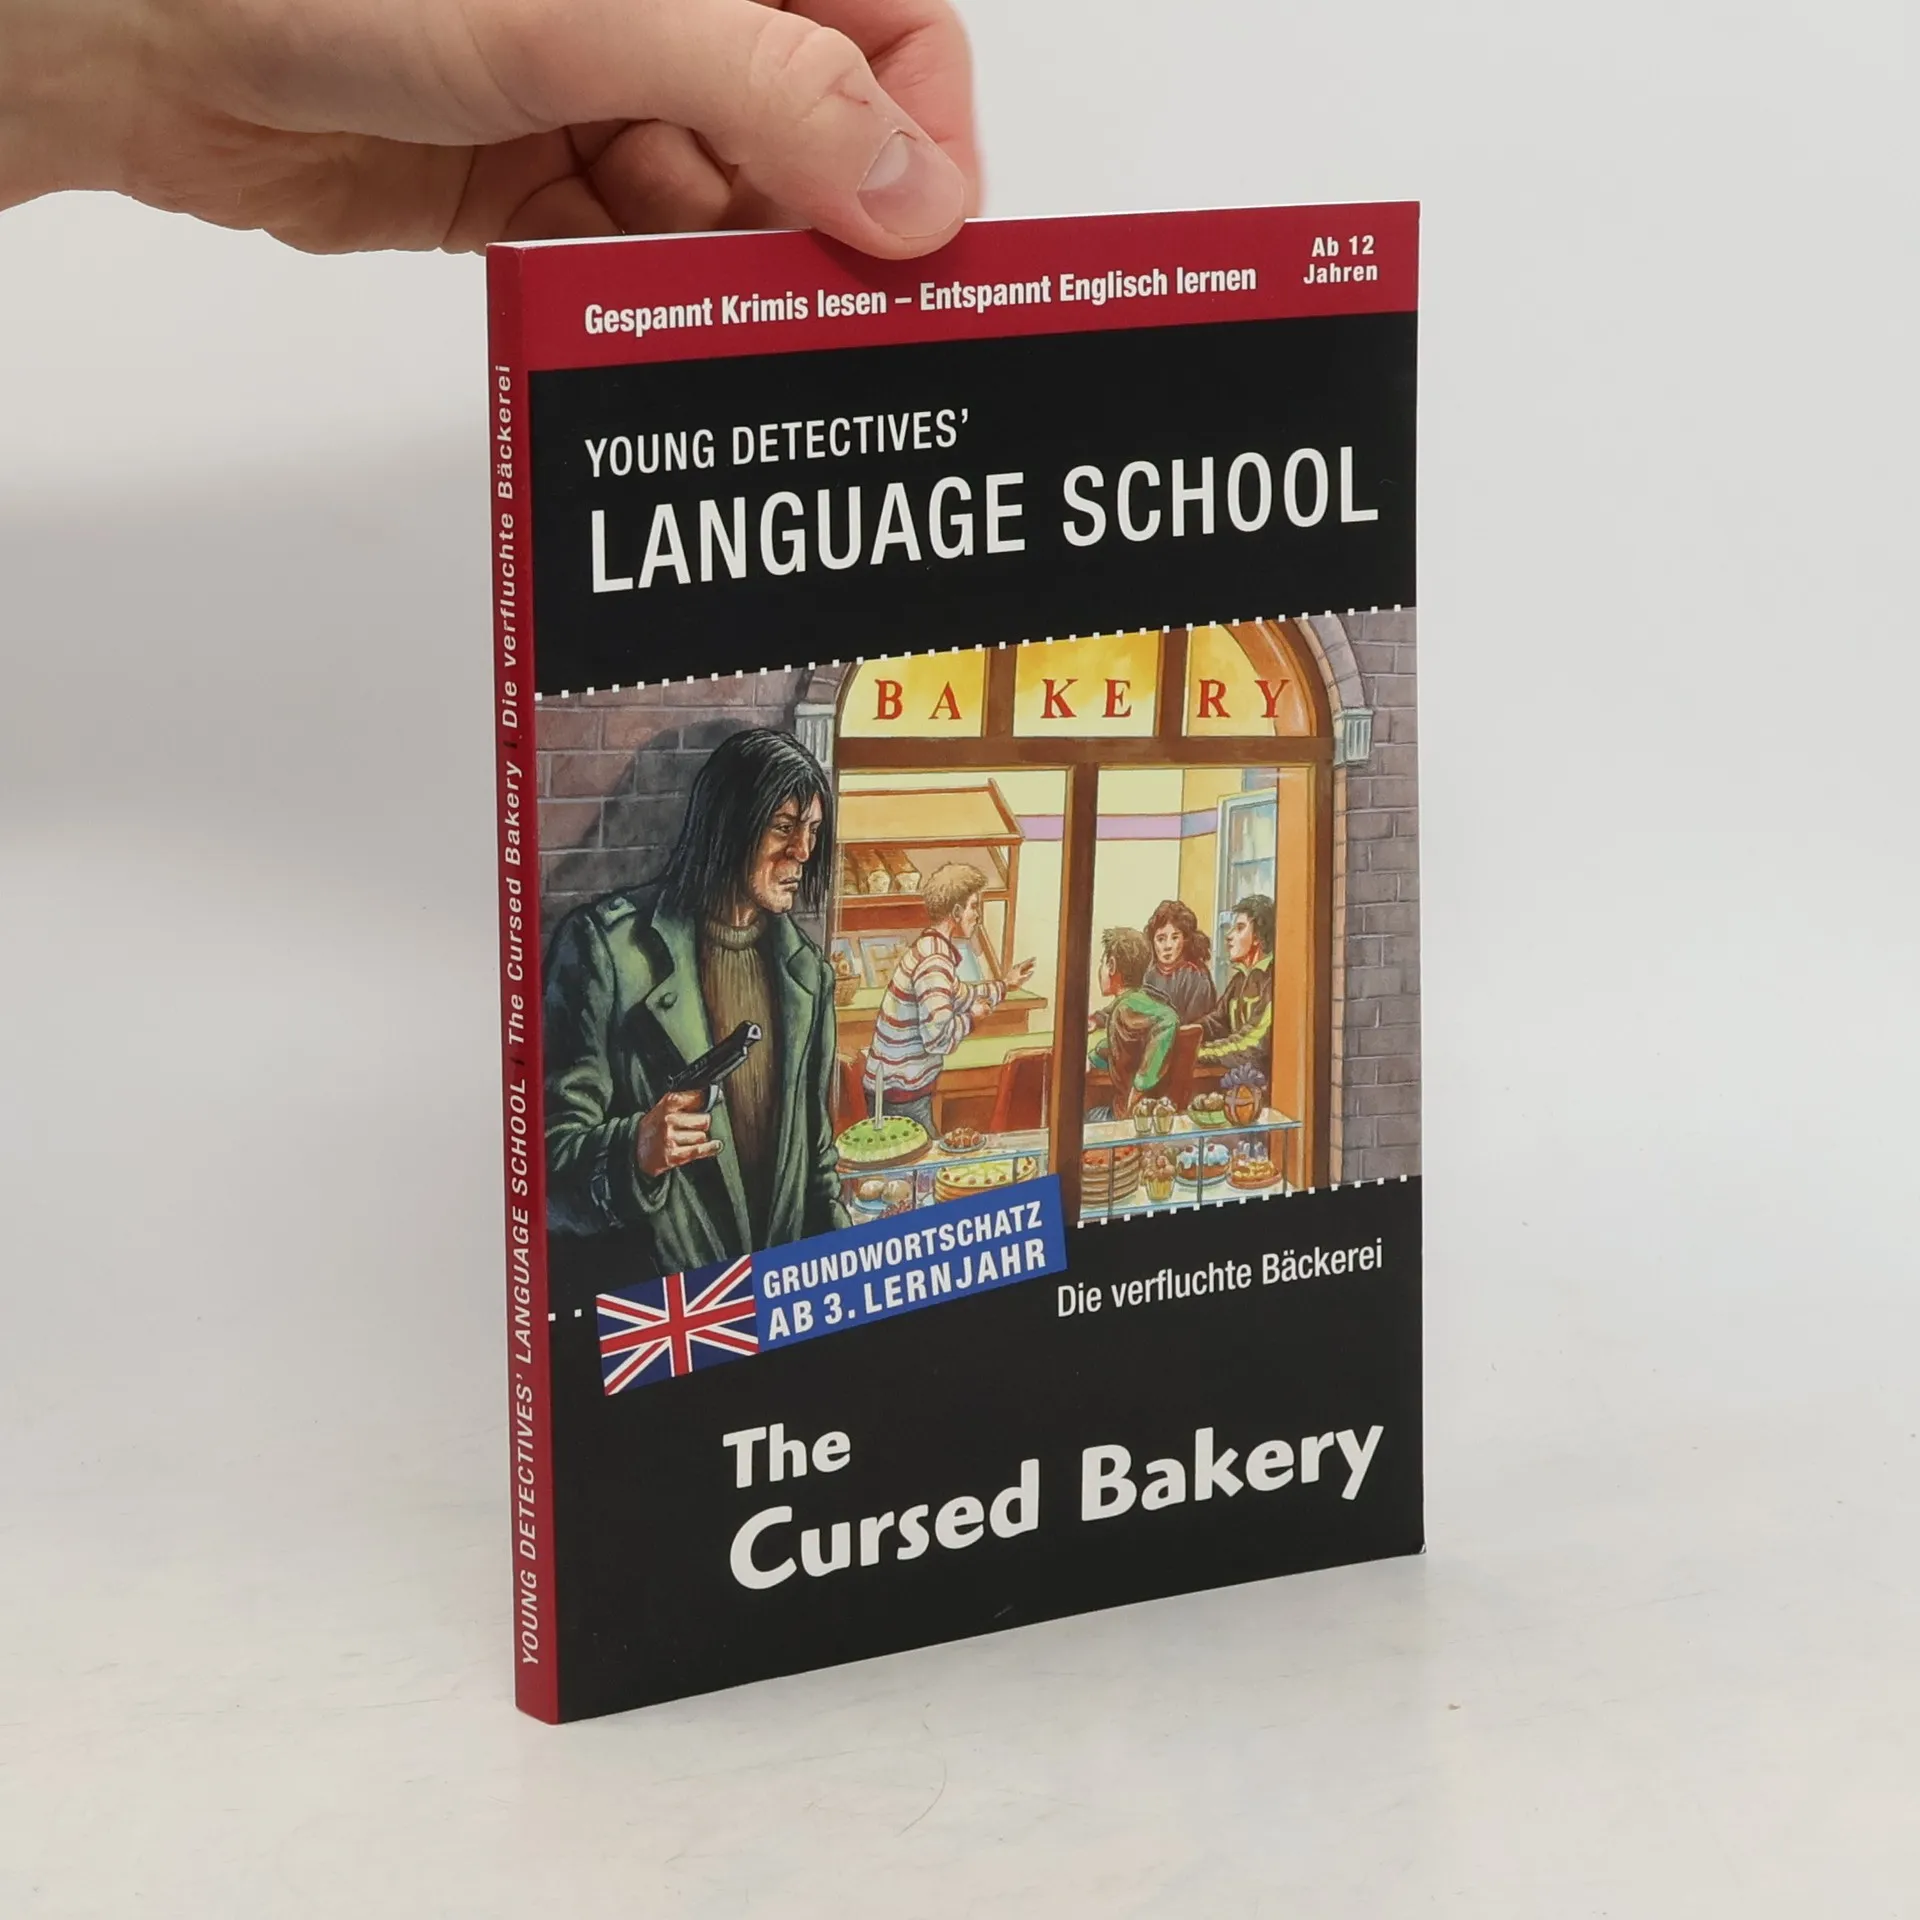 Gespannt Krimis lesen – Entspannt Englisch lernen
Ab 12
Jahren
YOUNG DETECTIVES'
LANGUAGE SCHOOL
BAKERY
GRUNDWORTSCHATZ
AB 3. LERNJAHR
Die verfluchte Bäckerei
The
Cursed Bakery
YOUNG DETECTIVES' LANGUAGE SCHOOL I The Cursed Bakery I Die verfluchte Bäckerei